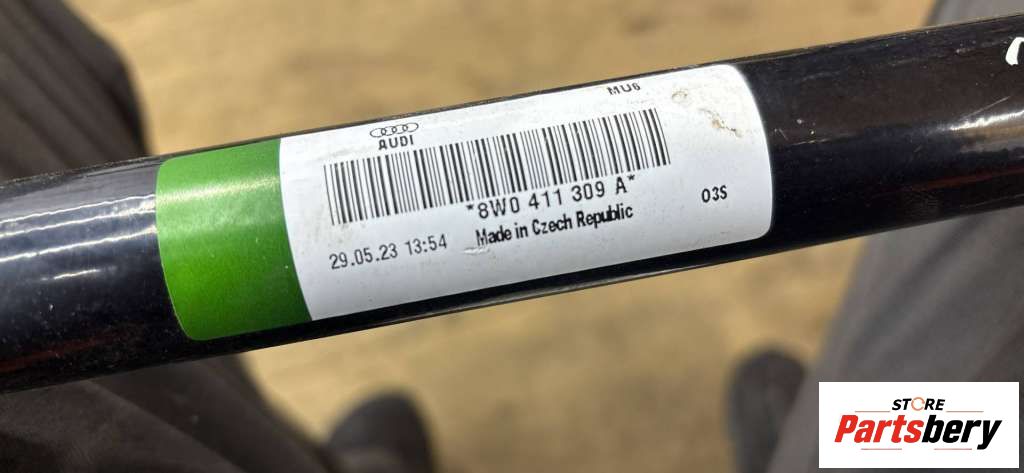 MU6
AUDI
*8W0 411 309 A*
03S
29.05.23 13:54 Made in Czech Republic
STORE
Partsbery